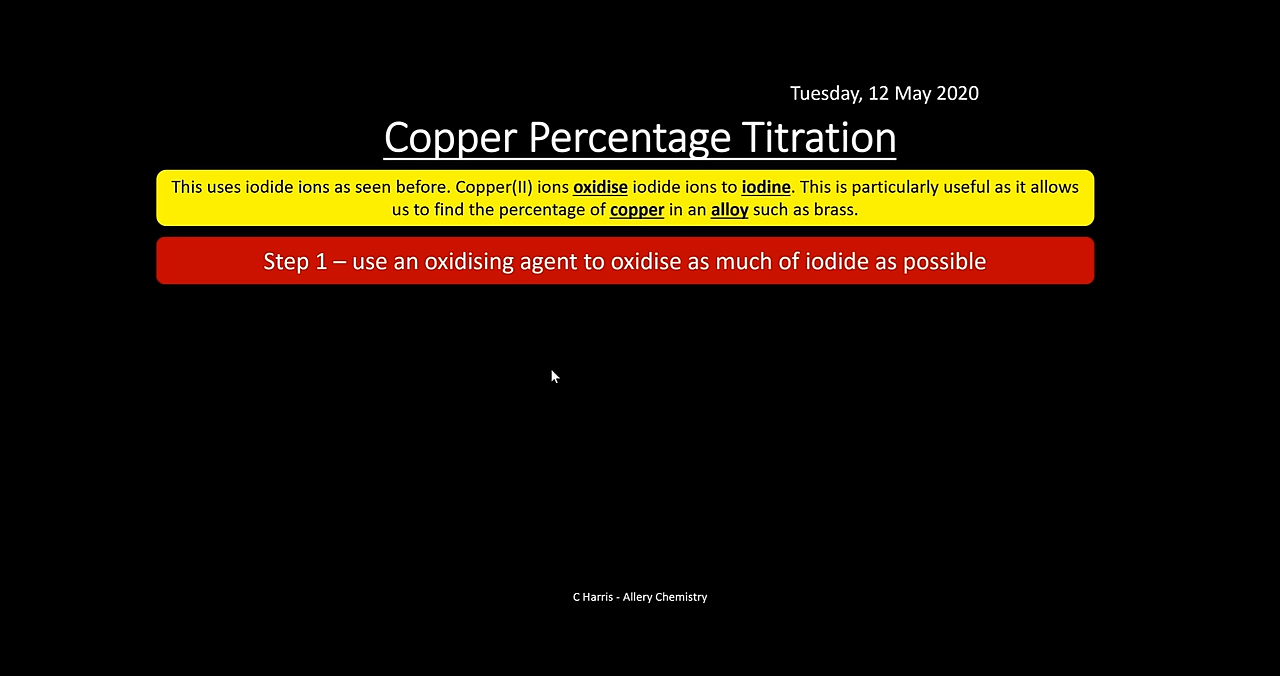 Tuesday, 12 May 2020
Copper Percentage Titration
This uses iodide ions as seen before. Copper(II) ions oxidise iodide ions to iodine. This is particularly useful as it allows
us to find the percentage of copper in an alloy such as brass.
Step 1 – use an oxidising agent to oxidise as much of iodide as possible
C Harris - Allery Chemistry